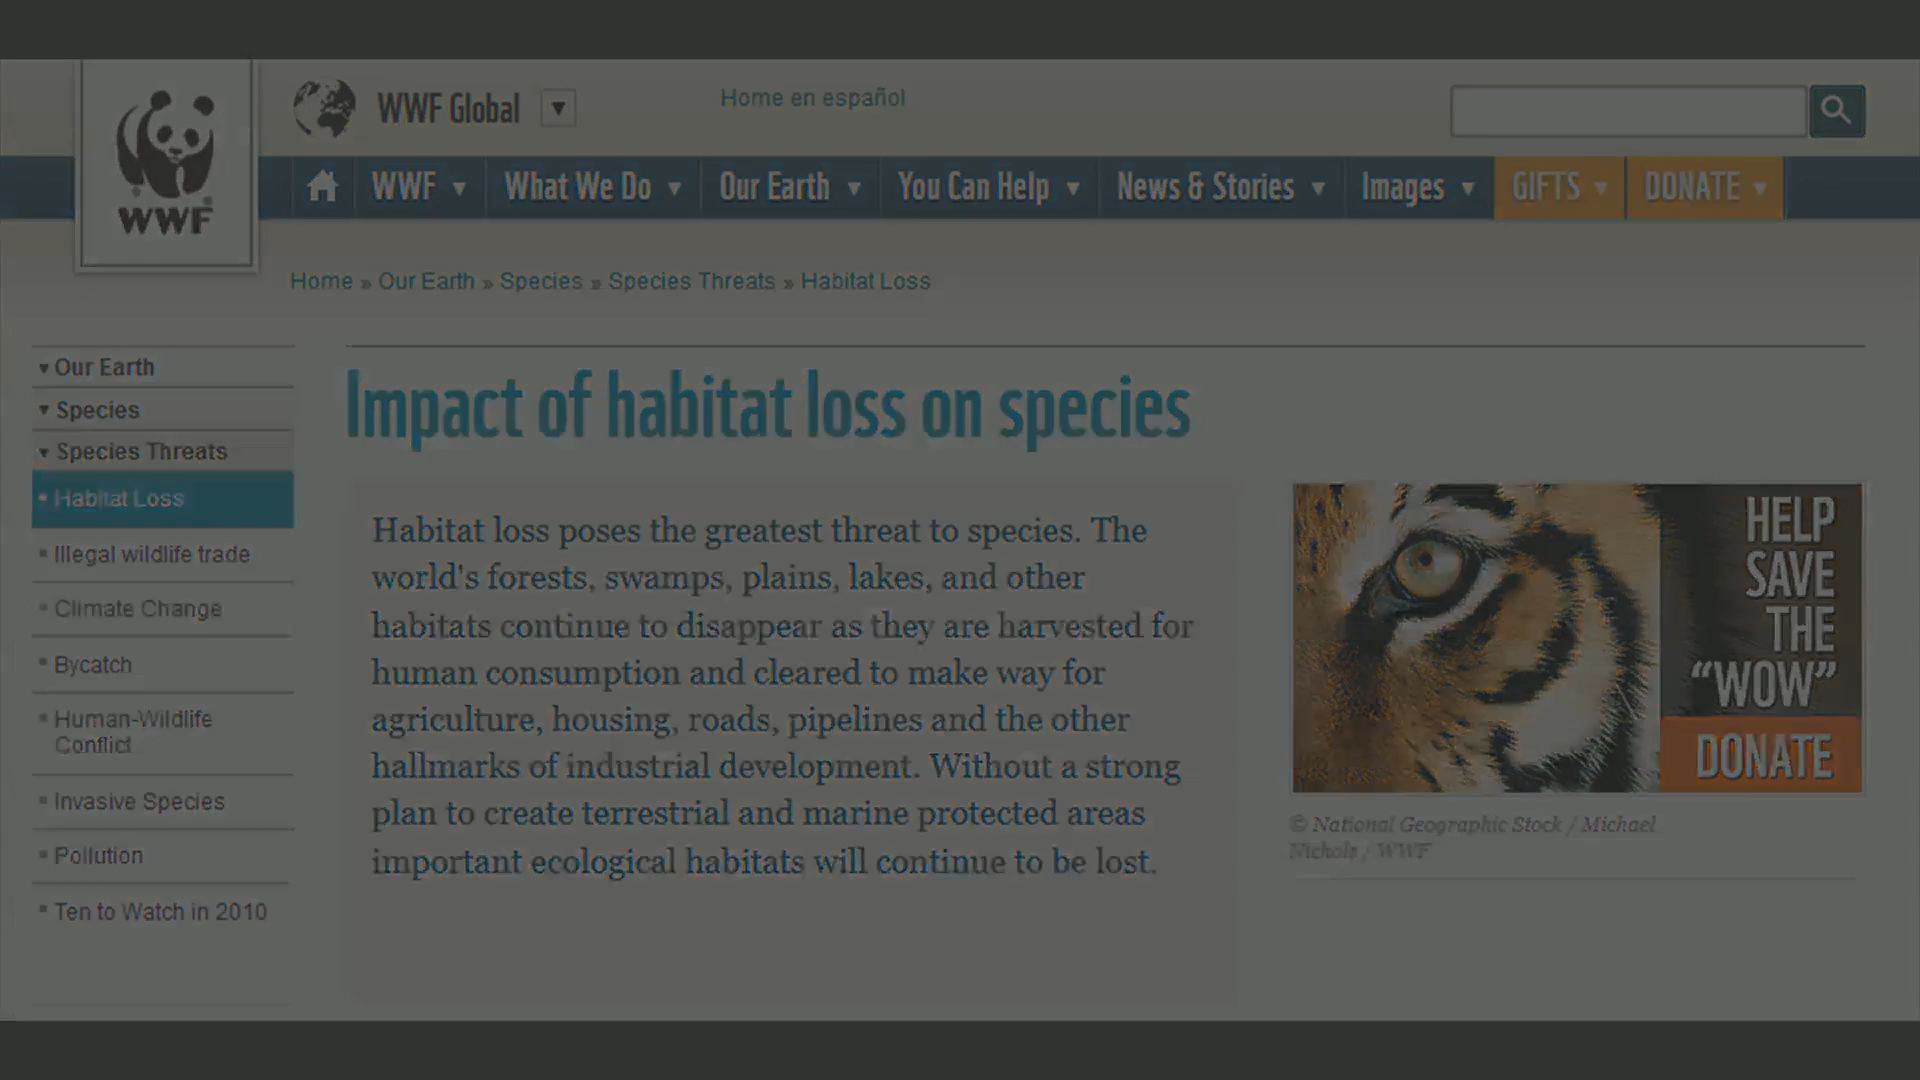 WWF
WWF Global
Home en español
WWF What We Do Our Earth You Can Help News & Stories Images GIFTS DONATE
Home » Our Earth » Species » Species Threats » Habitat Loss
Our Earth
Species
Species Threats
Habitat Loss
Illegal wildlife trade
Climate Change
Bycatch
Human-Wildlife
Conflict
Invasive Species
Pollution
Ten to Watch in 2010
Impact of habitat loss on species
Habitat loss poses the greatest threat to species. The
world's forests, swamps, plains, lakes, and other
habitats continue to disappear as they are harvested for
human consumption and cleared to make way for
agriculture, housing, roads, pipelines and the other
hallmarks of industrial development. Without a strong
plan to create terrestrial and marine protected areas
important ecological habitats will continue to be lost.
HELP
SAVE
THE
“WOW”
DONATE
© National Geographic Stock / Michael
Nichols / WWF